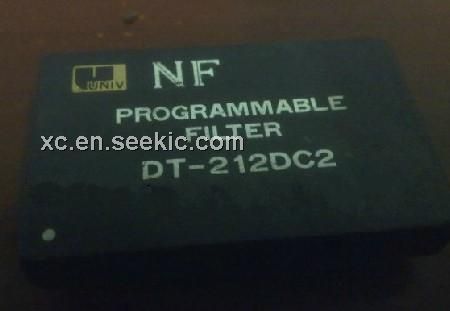 UNIV NF
PROGRAMMABLE
FILTER
xc.en.seekic.com
DT-212DC2